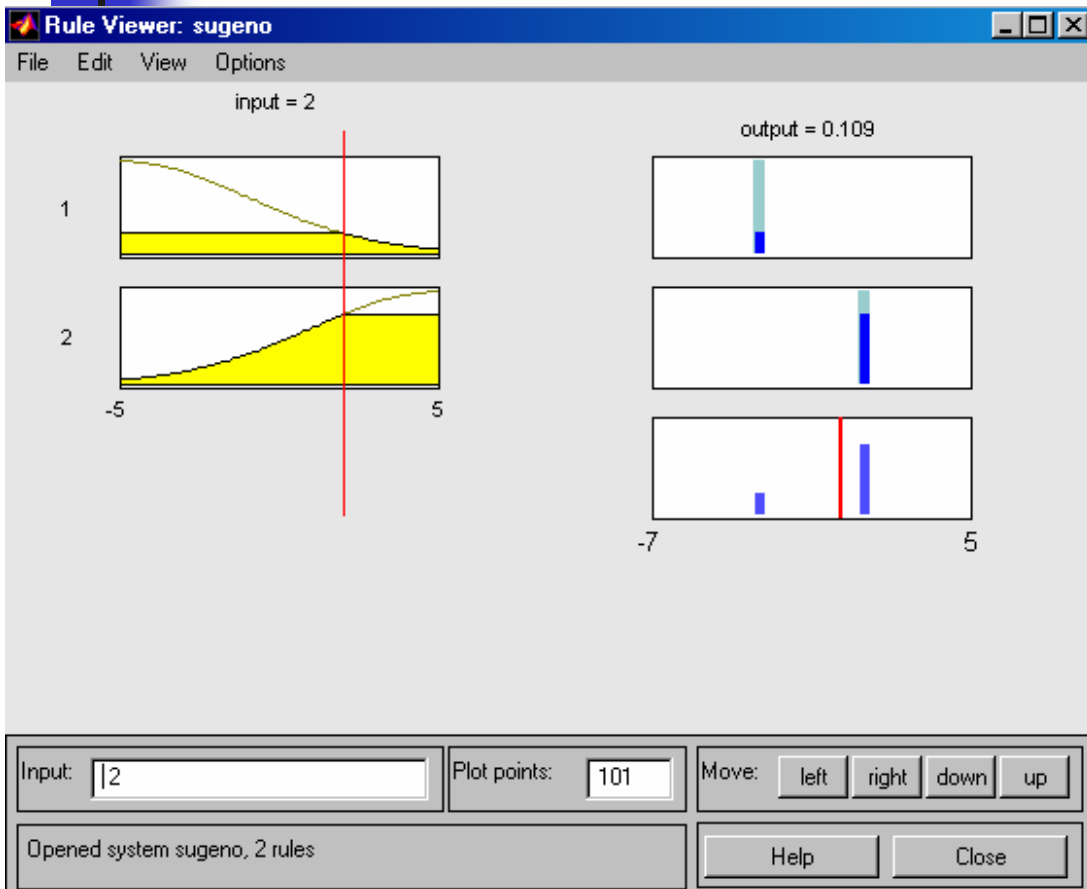 Rule Viewer: sugeno
File Edit View Options
input = 2
output = 0.109
1
2
-5 5
-7 5
Input: 2
Plot points: 101
Move: left right down up
Opened system sugeno, 2 rules
Help Close